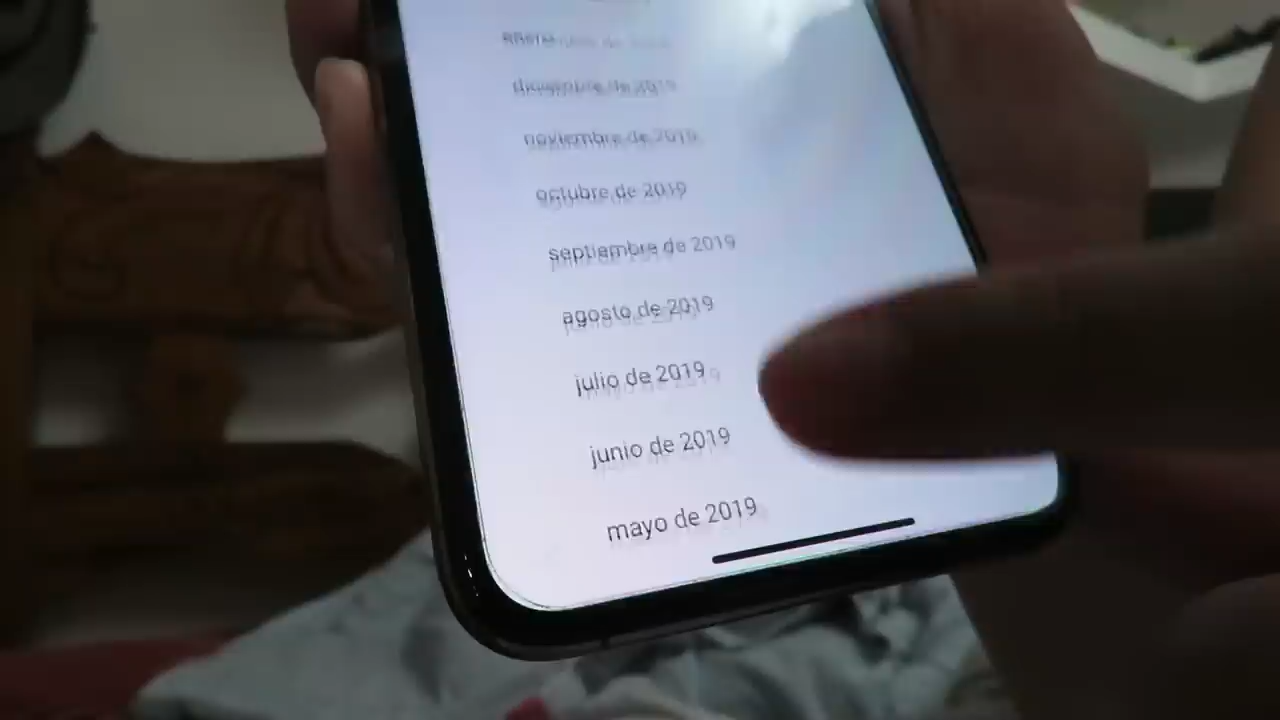 diciembre de 2019
noviembre de 2019
octubre de 2019
septiembre de 2019
agosto de 2019
julio de 2019
junio de 2019
mayo de 2019